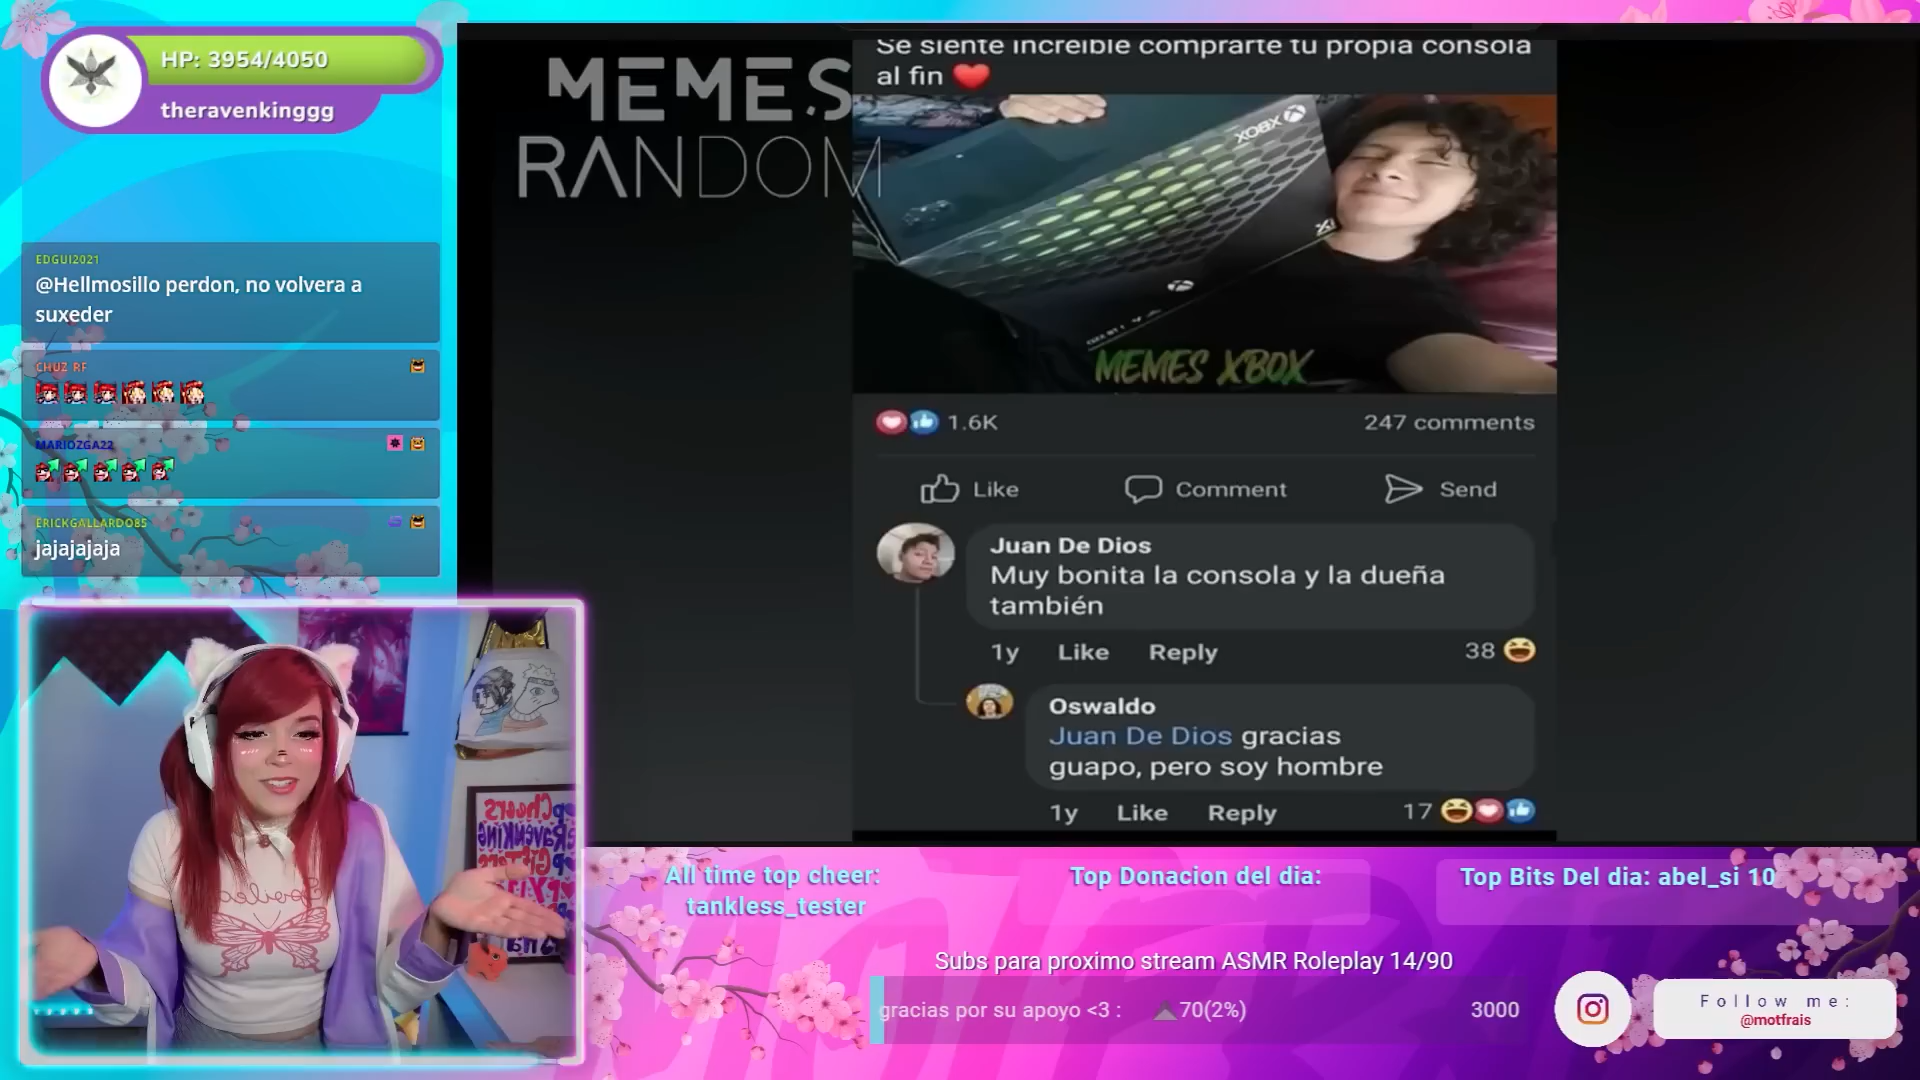 HP: 3954/4050
theravenkinggg
EDGUI2021
@Hellmosillo perdon, no volvera a
suxeder
CHUZ_RF
MARIOZGA22
ERICKGALLARDO85
jajajajaja
MEMES
RANDOM
Se siente increible comprarte tu propia consola
al fin ❤️
XBOX
MEMES XBOX
1.6K
247 comments
Like
Comment
Send
Juan De Dios
Muy bonita la consola y la dueña
también
1y Like Reply 38
Oswaldo
Juan De Dios gracias
guapo, pero soy hombre
1y Like Reply 17
All time top cheer:
tankless_tester
Top Donacion del dia:
Top Bits Del dia: abel_si 10
Subs para proximo stream ASMR Roleplay 14/90
gracias por su apoyo <3 : 70(2%) 3000
Follow me:
@motfrais